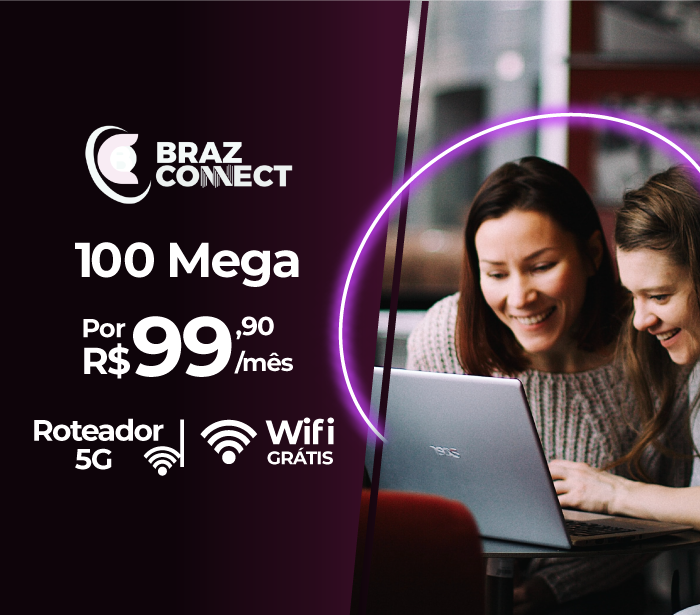 BRAZ
CONNECT
100 Mega
Por
R$99,90
/mês
Roteador
5G
Wifi
GRÁTIS